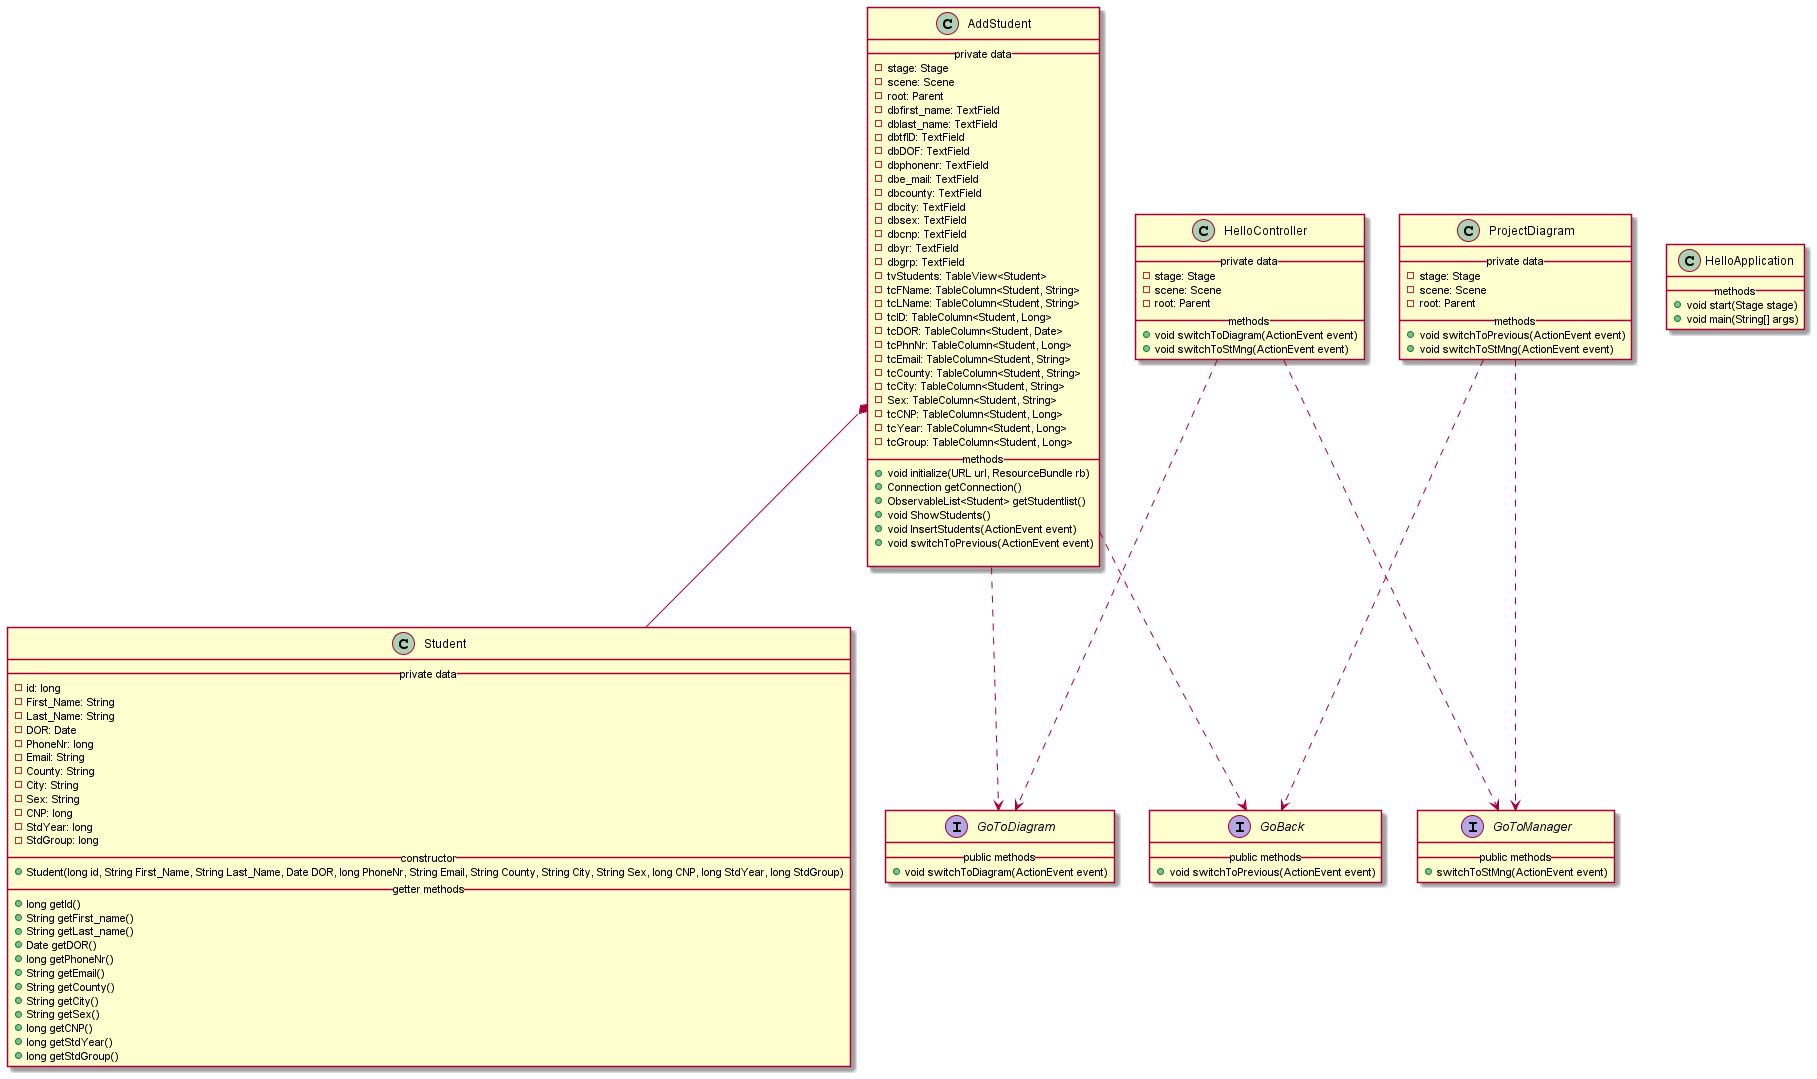 AddStudent
private data
stage: Stage
scene: Scene
root: Parent
dbfirst_name: TextField
dblast_name: TextField
dbtfID: TextField
dbDOF: TextField
dbphonenr: TextField
dbe_mail: TextField
dbcounty: TextField
dbcity: TextField
dbsex: TextField
dbcnp: TextField
dbyr: TextField
dbgrp: TextField
tvStudents: TableView<Student>
tcFName: TableColumn<Student, String>
tcLName: TableColumn<Student, String>
tcID: TableColumn<Student, Long>
tcDOR: TableColumn<Student, Date>
tcPhnNr: TableColumn<Student, Long>
tcEmail: TableColumn<Student, String>
tcCounty: TableColumn<Student, String>
tcCity: TableColumn<Student, String>
Sex: TableColumn<Student, String>
tcCNP: TableColumn<Student, Long>
tcYear: TableColumn<Student, Long>
tcGroup: TableColumn<Student, Long>
methods
void initialize(URL url, ResourceBundle rb)
Connection getConnection()
ObservableList<Student> getStudentlist()
void ShowStudents()
void InsertStudents(ActionEvent event)
void switchToPrevious(ActionEvent event)
HelloController
private data
stage: Stage
scene: Scene
root: Parent
methods
void switchToDiagram(ActionEvent event)
void switchToStMng(ActionEvent event)
ProjectDiagram
private data
stage: Stage
scene: Scene
root: Parent
methods
void switchToPrevious(ActionEvent event)
void switchToStMng(ActionEvent event)
HelloApplication
methods
void start(Stage stage)
void main(String[] args)
Student
private data
id: long
First_Name: String
Last_Name: String
DOR: Date
PhoneNr: long
Email: String
County: String
City: String
Sex: String
CNP: long
StdYear: long
StdGroup: long
constructor
Student(long id, String First_Name, String Last_Name, Date DOR, long PhoneNr, String Email, String County, String City, String Sex, long CNP, long StdYear, long StdGroup)
getter methods
long getId()
String getFirst_name()
String getLast_name()
Date getDOR()
long getPhoneNr()
String getEmail()
String getCounty()
String getCity()
String getSex()
long getCNP()
long getStdYear()
long getStdGroup()
GoToDiagram
public methods
void switchToDiagram(ActionEvent event)
GoBack
public methods
void switchToPrevious(ActionEvent event)
GoToManager
public methods
switchToStMng(ActionEvent event)